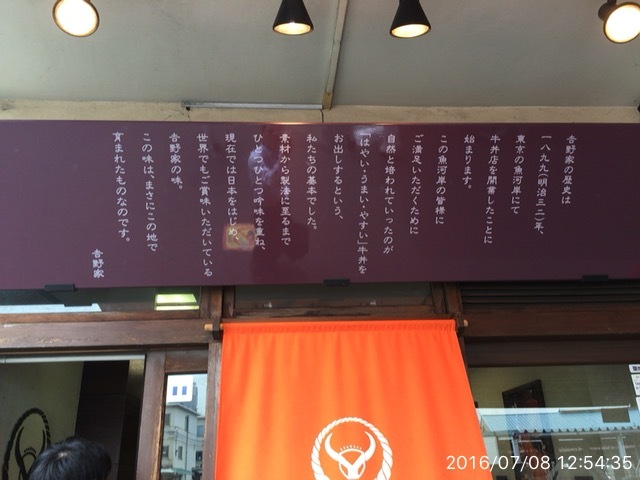 吉野家の歴史は
一八九九(明治三二)年、
東京の魚河岸にて
牛丼店を開業したことに
始まります。
この魚河岸の皆様に
ご満足いただくために
自然と培われていったのが
「はやい・うまい・やすい」牛丼を
お出しするという、
私たちの基本でした。
素材から製法に至るまで
ひとつひとつ吟味を重ね、
現在では日本をはじめ、
世界でもご賞味いただいている
吉野家の味。
この味は、まさにこの地で
育まれたものなのです。
吉野家
2016/07/08 12:54:35